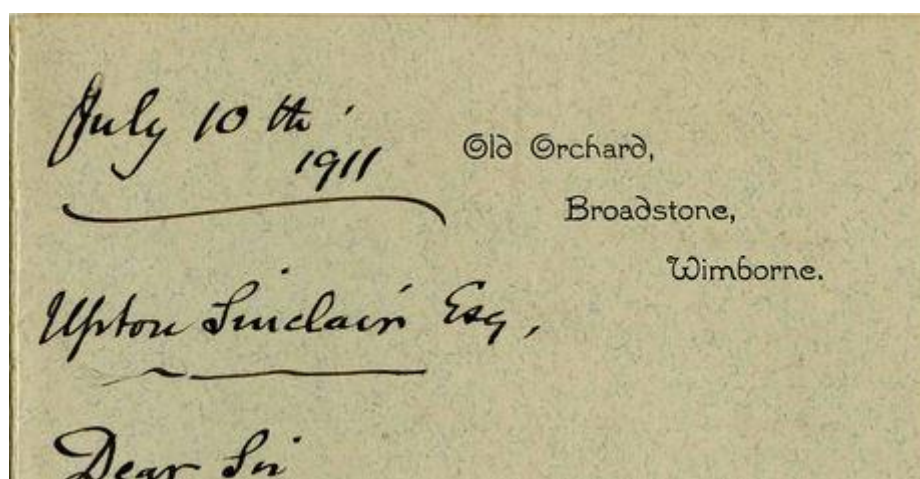 July 10th.
1911
Old Orchard,
Broadstone,
Wimborne.
Upton Sinclair Esq,
Dear Sir